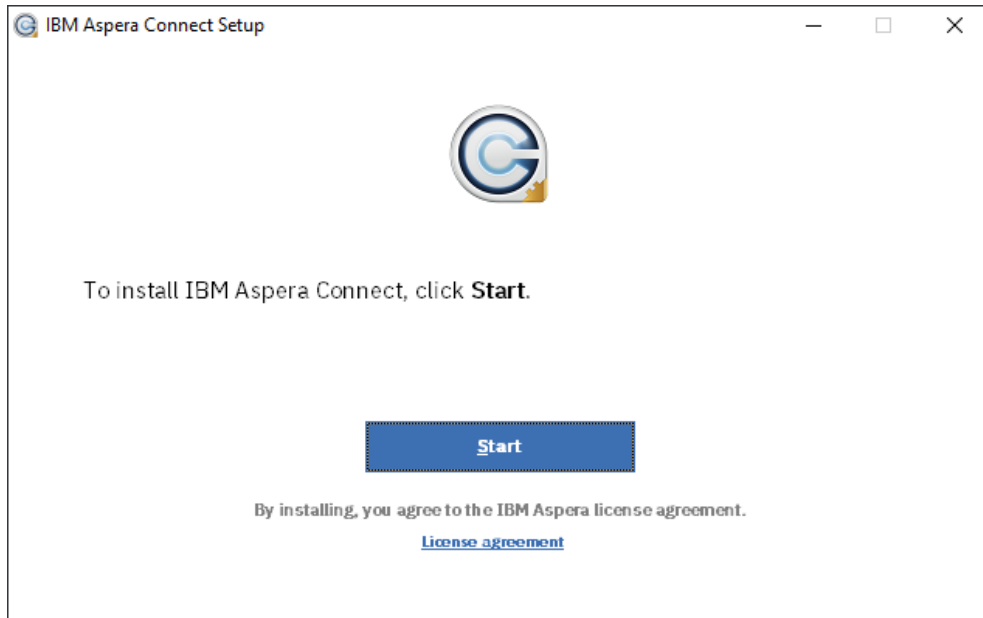 IBM Aspera Connect Setup
To install IBM Aspera Connect, click Start.
Start
By installing, you agree to the IBM Aspera license agreement.
License agreement